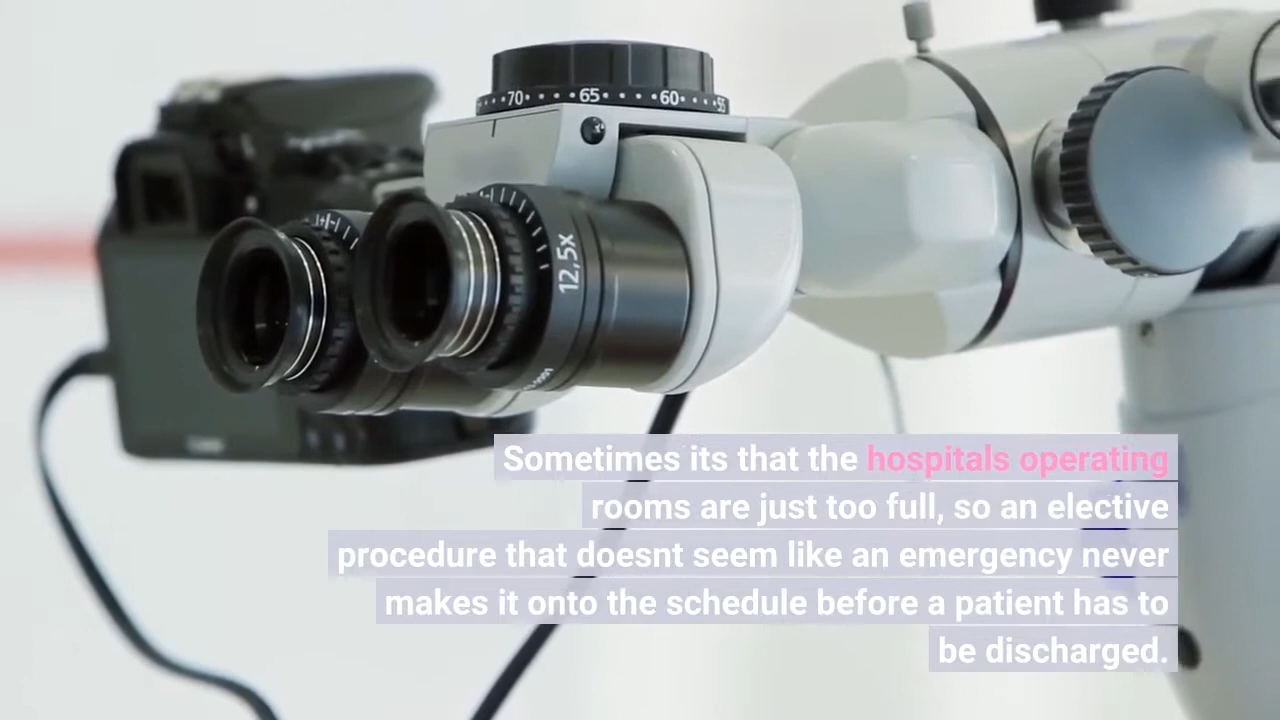 70 65 60 55
12,5x
Sometimes its that the hospitals operating
rooms are just too full, so an elective
procedure that doesnt seem like an emergency never
makes it onto the schedule before a patient has to
be discharged.